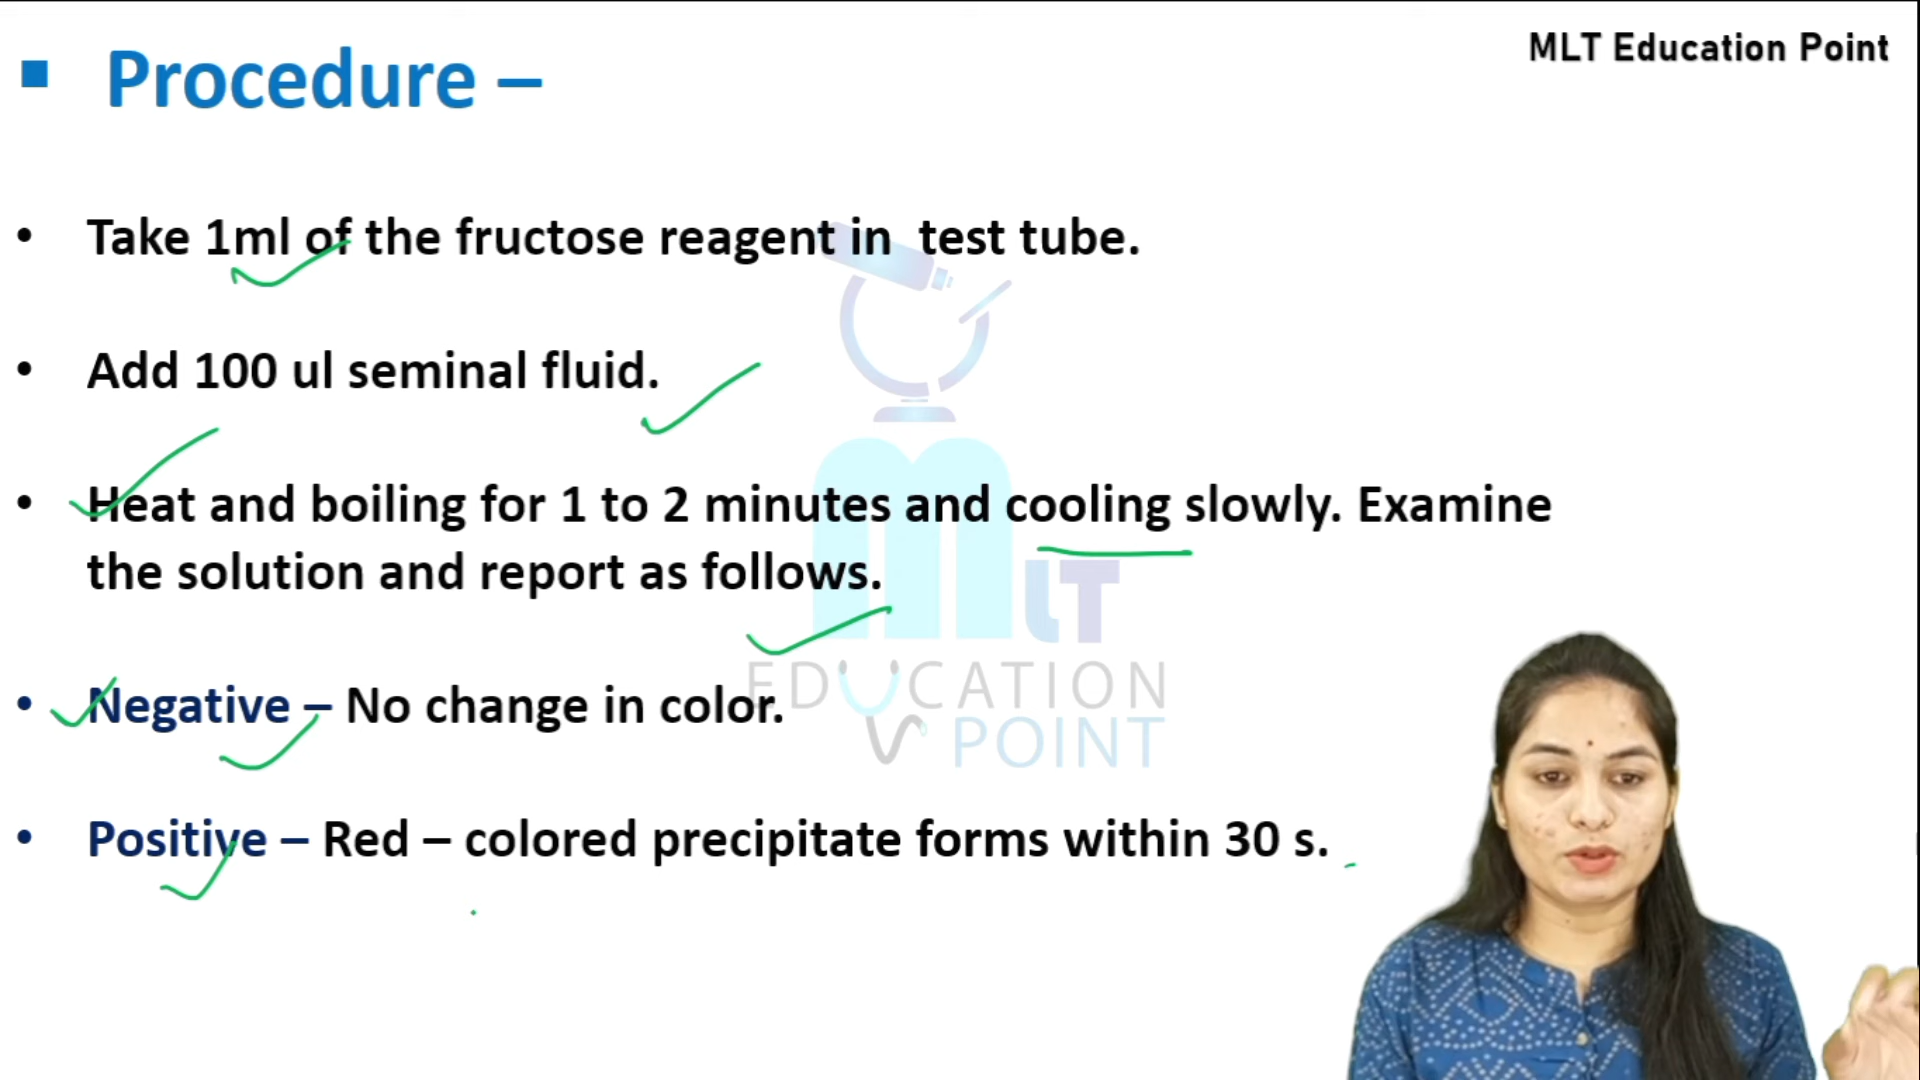 MLT Education Point
▪ Procedure –
• Take 1ml of the fructose reagent in test tube.
• Add 100 ul seminal fluid.
• Heat and boiling for 1 to 2 minutes and cooling slowly. Examine
the solution and report as follows.
• Negative – No change in color.
• Positive – Red – colored precipitate forms within 30 s.
MLT
EDUCATION
POINT